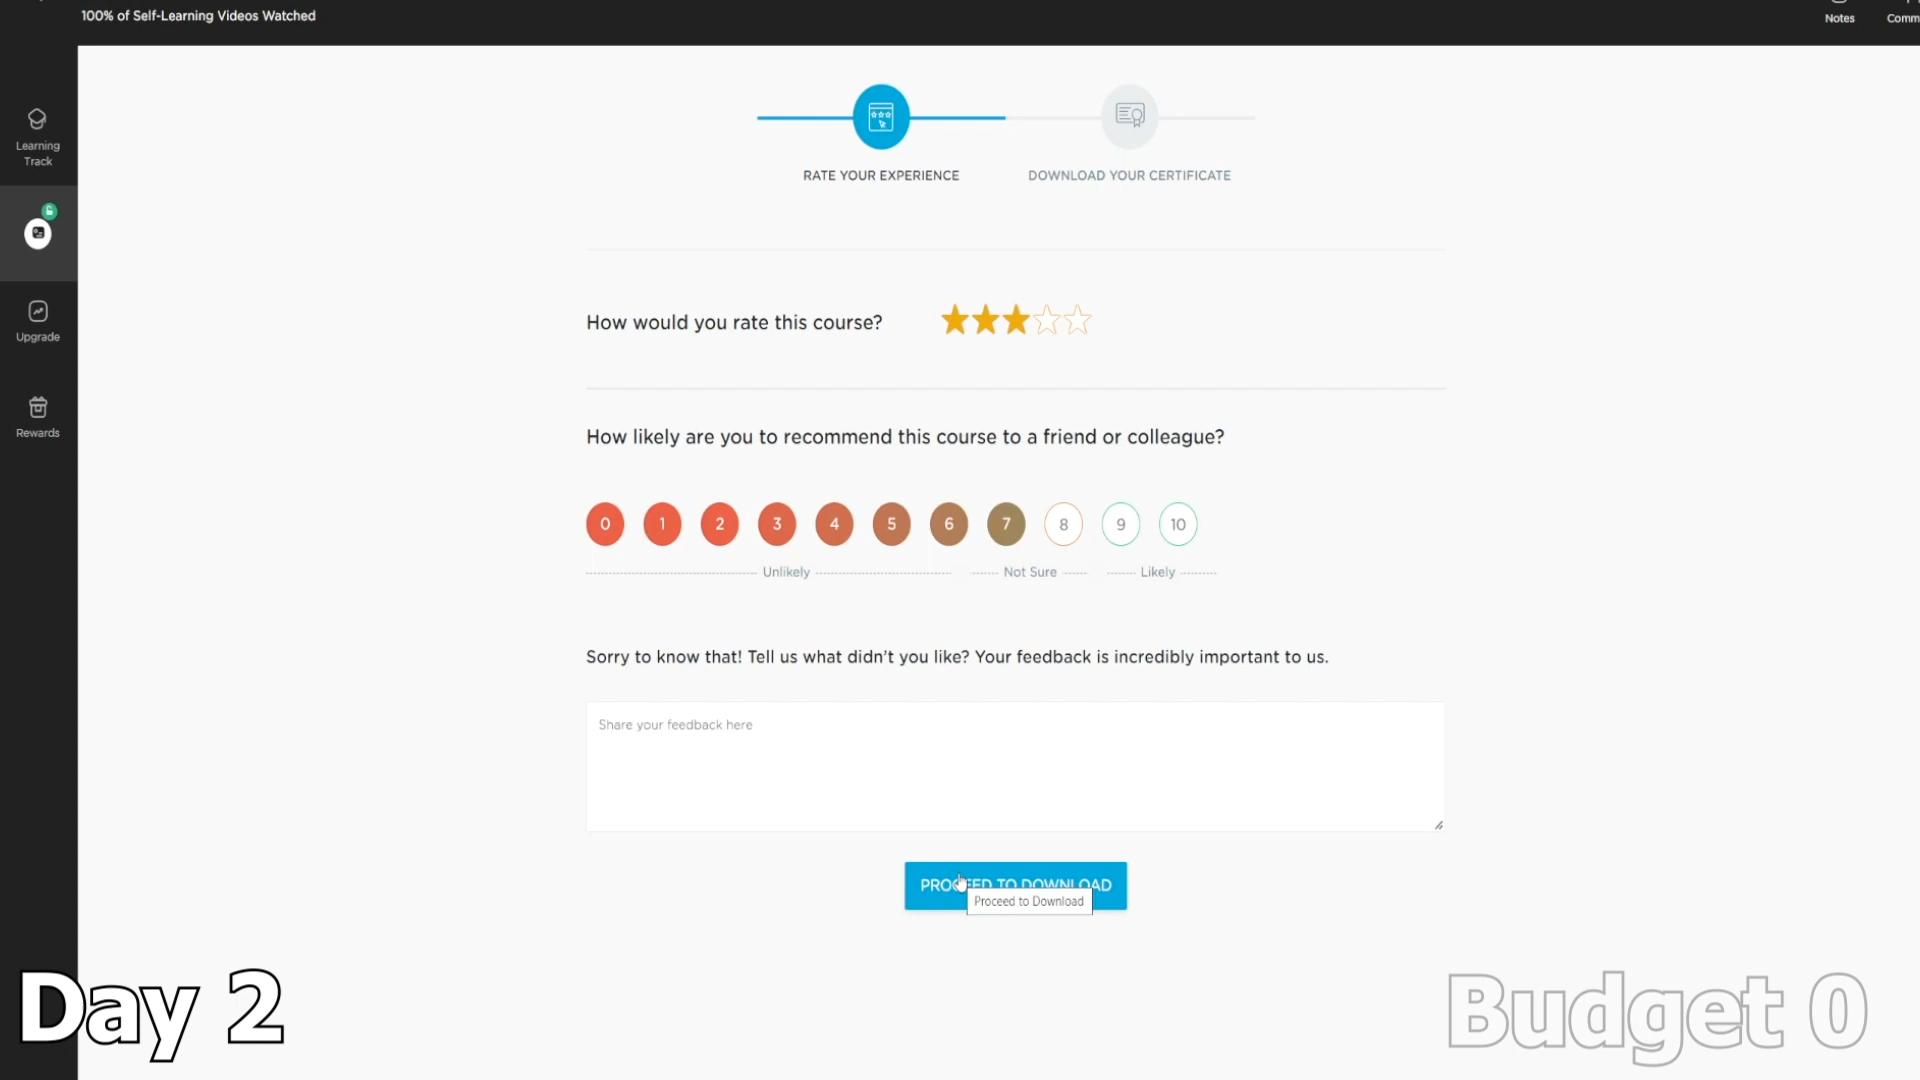 100% of Self-Learning Videos Watched
Notes
Comm
Learning
Track
Upgrade
Rewards
RATE YOUR EXPERIENCE
DOWNLOAD YOUR CERTIFICATE
How would you rate this course?
How likely are you to recommend this course to a friend or colleague?
0 1 2 3 4 5 6 7 8 9 10
Unlikely Not Sure Likely
Sorry to know that! Tell us what didn't you like? Your feedback is incredibly important to us.
Share your feedback here
PROCEED TO DOWNLOAD
Proceed to Download
Day 2
Budget 0